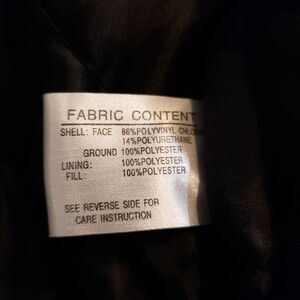 FABRIC CONTENT
SHELL: FACE 86%POLYVINYL
14%POLYURETHANE
GROUND 100%POLYESTER
LINING: 100%POLYESTER
FILL: 100%POLYESTER
SEE REVERSE SIDE FOR
CARE INSTRUCTION